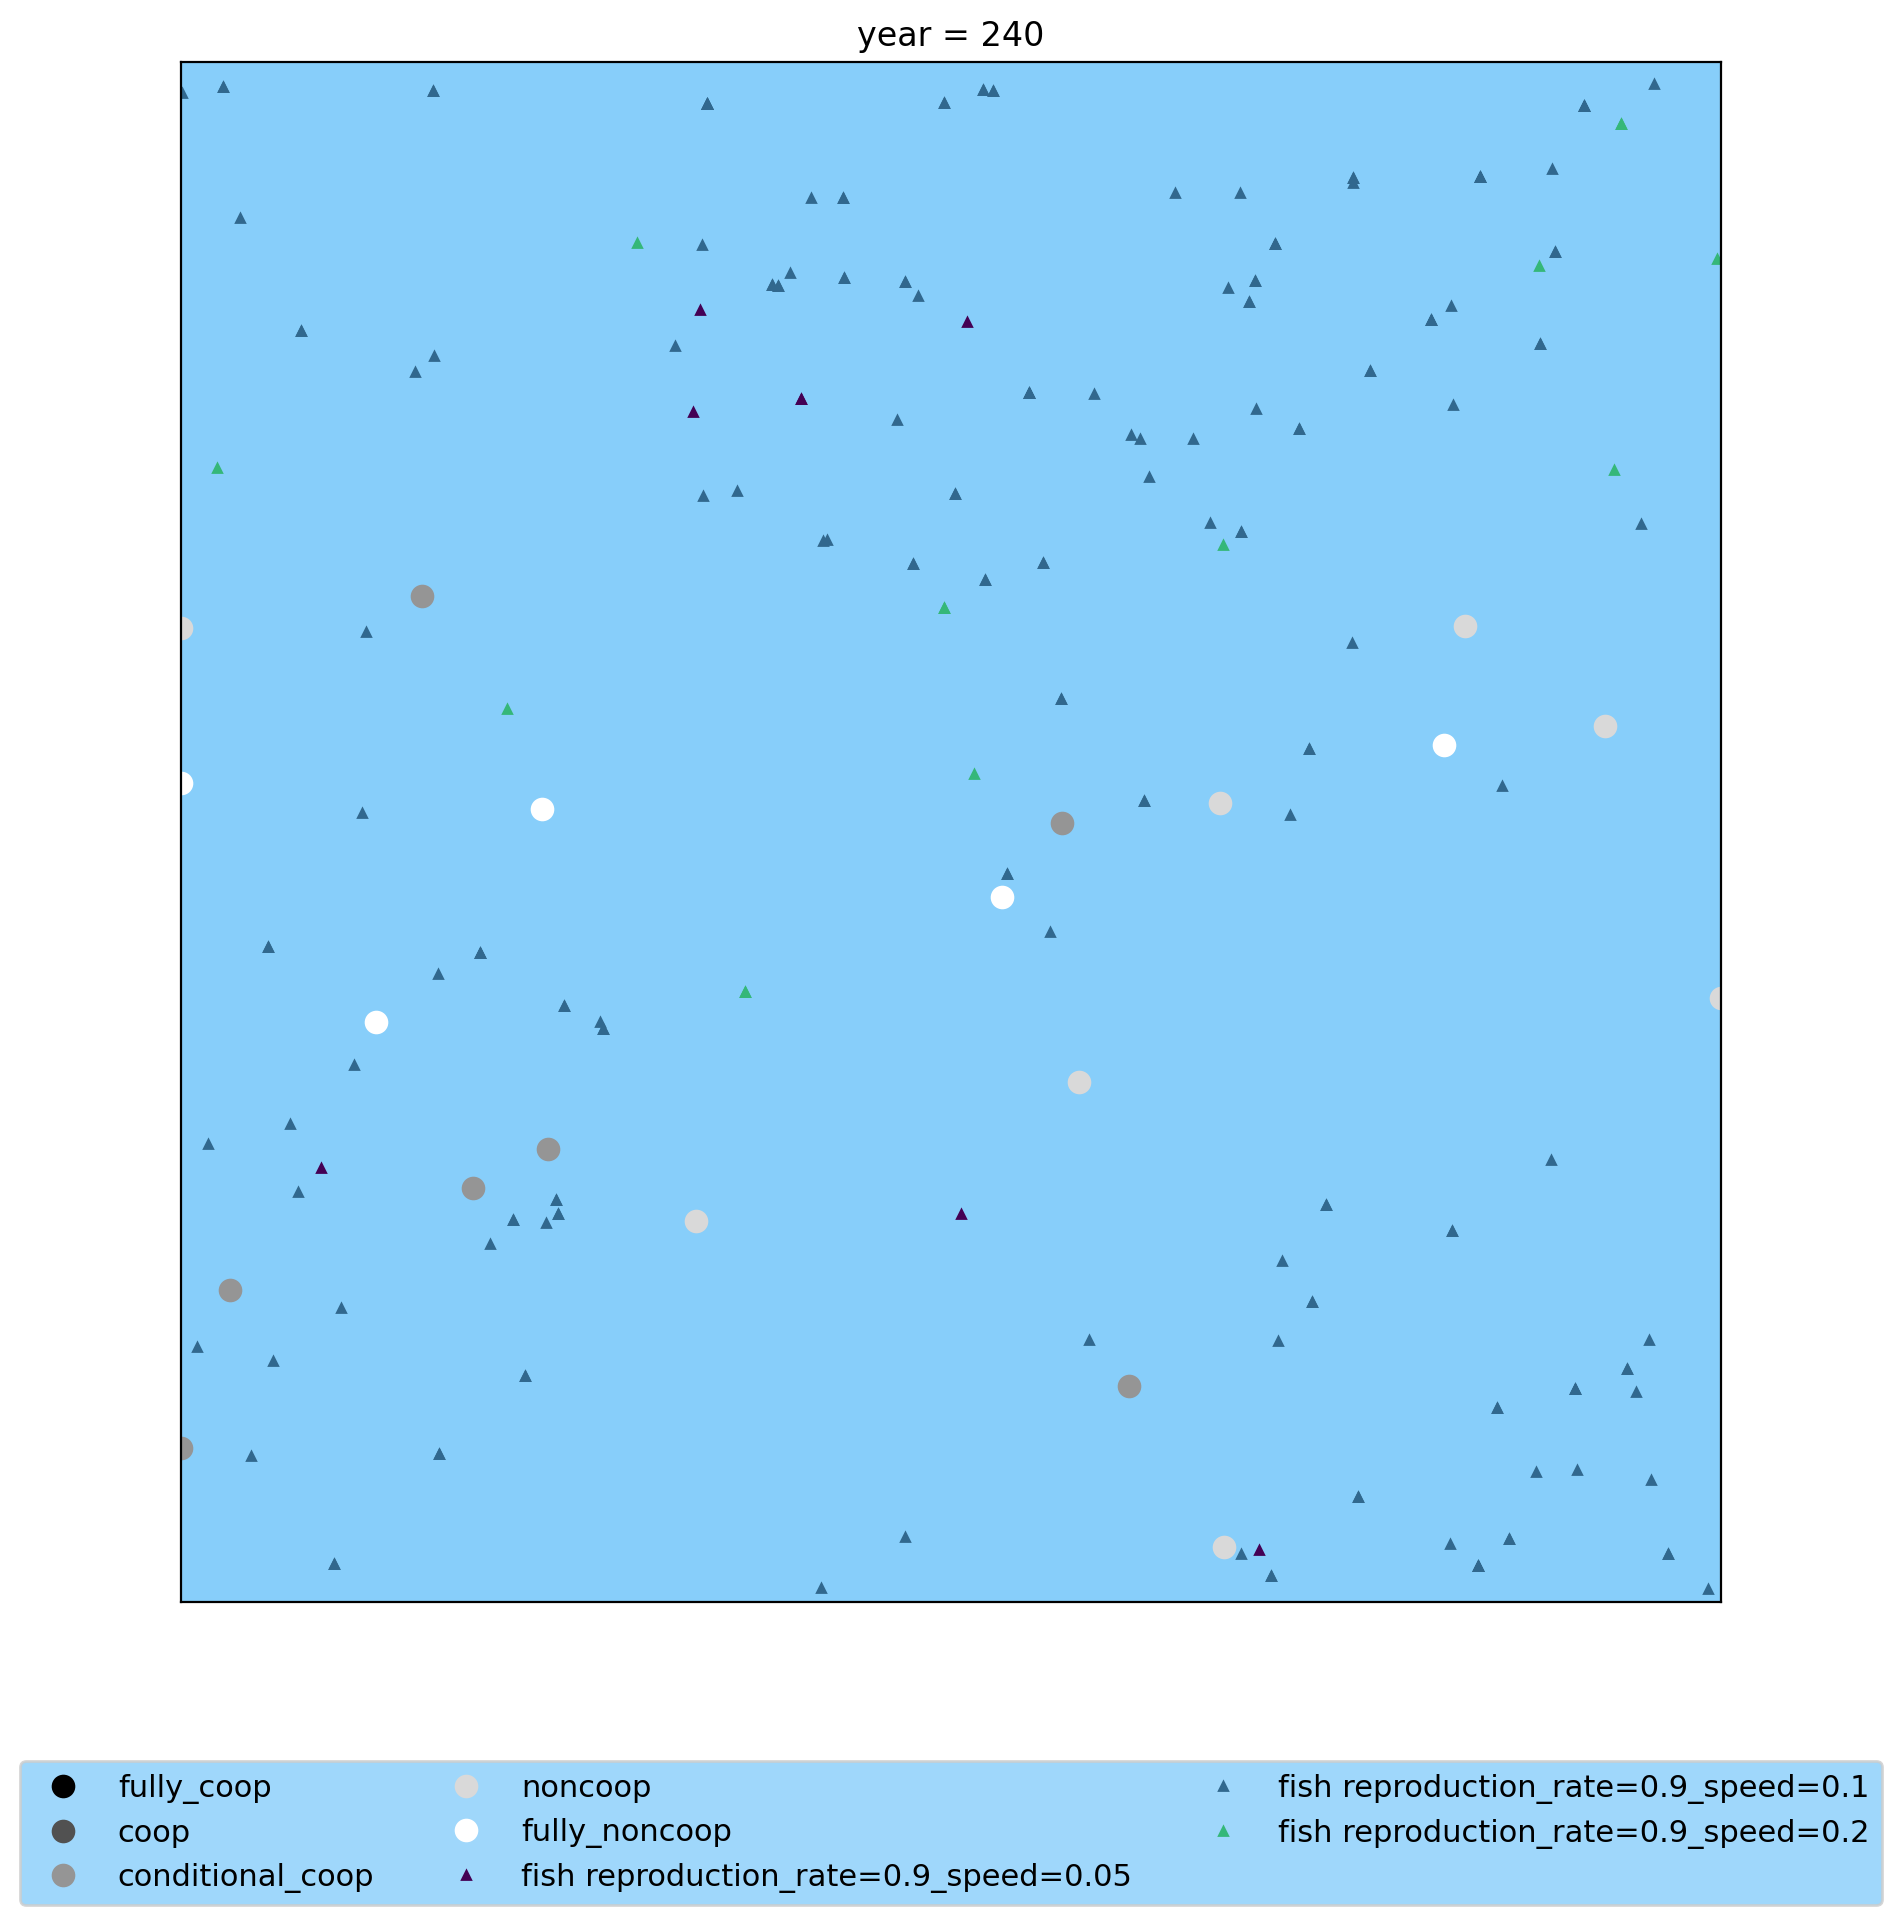 year = 240
fully_coop
coop
conditional_coop
noncoop
fully_noncoop
fish reproduction_rate=0.9_speed=0.05
fish reproduction_rate=0.9_speed=0.1
fish reproduction_rate=0.9_speed=0.2